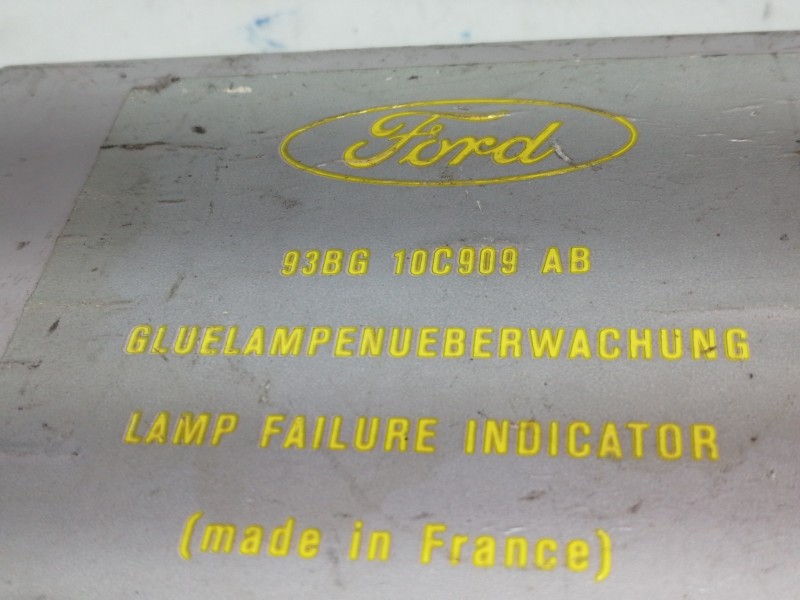 Ford
93BG 10C909 AB
GLUELAMPENUEBERWACHUNG
LAMP FAILURE INDICATOR
(made in France)